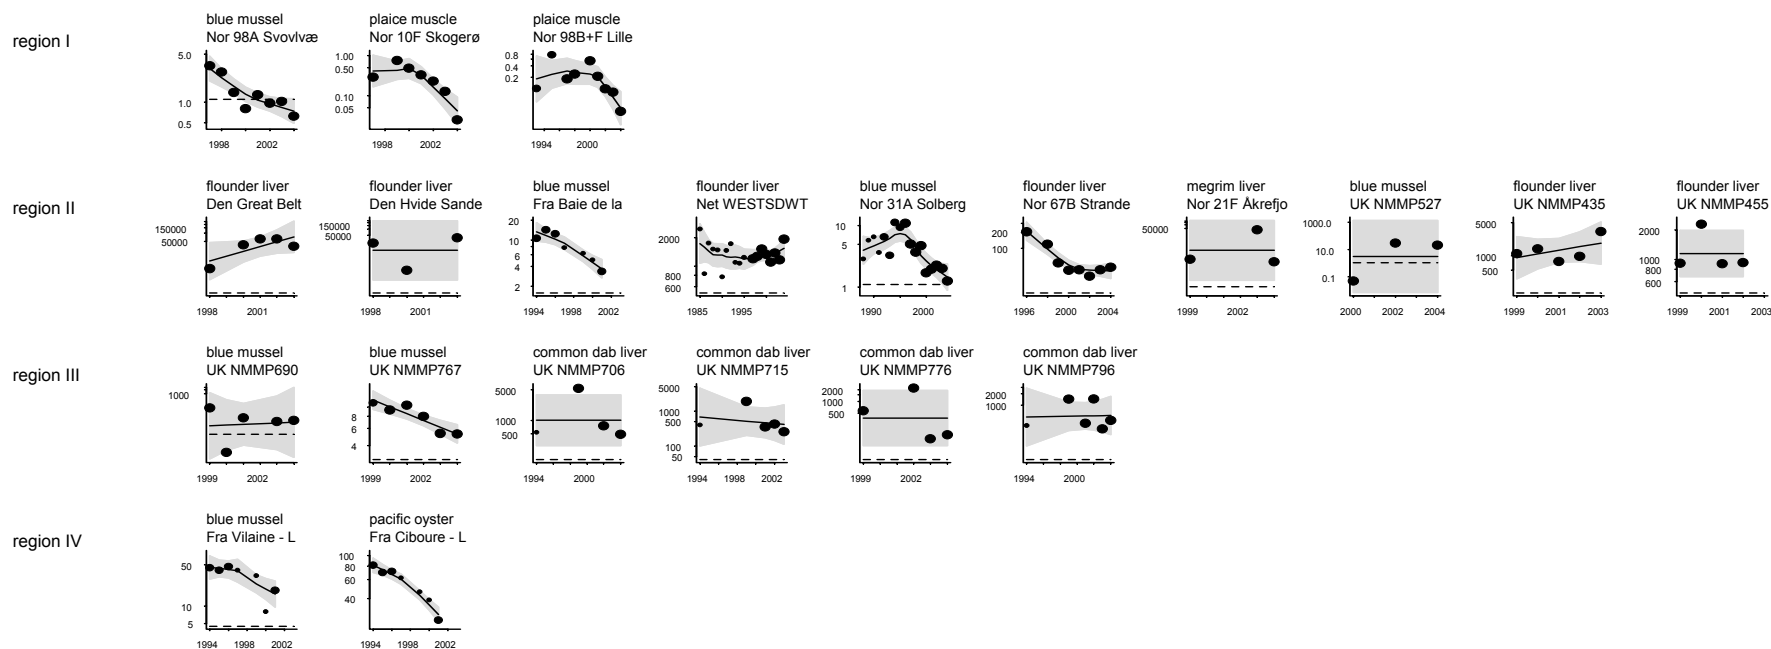 region I
blue mussel
Nor 98A Svovlvæ
5.0
1.0
0.5
1998 2002
plaice muscle
Nor 10F Skogerø
1.00
0.50
0.10
0.05
1998 2002
plaice muscle
Nor 98B+F Lille
0.8
0.4
0.2
1994 2000
region II
flounder liver
Den Great Belt
150000
50000
1998 2001
flounder liver
Den Hvide Sande
150000
50000
1998 2001
blue mussel
Fra Baie de la
20
10
6
4
2
1994 1998 2002
flounder liver
Net WESTSDWT
2000
800
600
1985 1995
blue mussel
Nor 31A Solberg
10
5
1
1990 2000
flounder liver
Nor 67B Strande
200
100
1996 2000 2004
megrim liver
Nor 21F Åkrefjo
50000
1999 2002
blue mussel
UK NMMP527
1000.0
10.0
0.1
2000 2002 2004
flounder liver
UK NMMP435
5000
1000
500
1999 2001 2003
flounder liver
UK NMMP455
2000
1000
800
600
1999 2001 2003
region III
blue mussel
UK NMMP690
1000
1999 2002
blue mussel
UK NMMP767
8
6
4
1999 2002
common dab liver
UK NMMP706
5000
1000
500
1994 2000
common dab liver
UK NMMP715
5000
1000
500
100
50
1994 1998 2002
common dab liver
UK NMMP776
2000
1000
500
1999 2002
common dab liver
UK NMMP796
2000
1000
1994 2000
region IV
blue mussel
Fra Vilaine - L
50
10
5
1994 1998 2002
pacific oyster
Fra Ciboure - L
100
80
60
40
1994 1998 2002